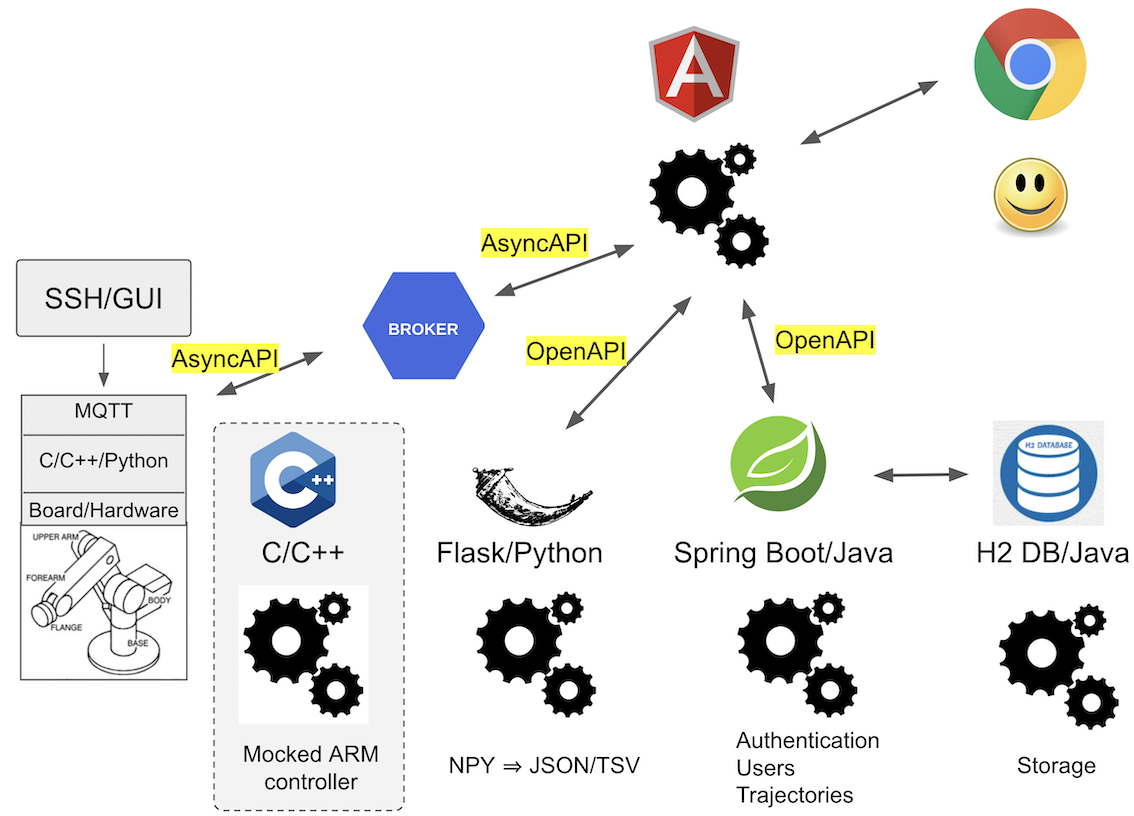 A
AsyncAPI
SSH/GUI
BROKER
AsyncAPI
OpenAPI
OpenAPI
MQTT
C/C++/Python
Board/Hardware
UPPER ARM
FOREARM
BODY
FLANGE
BASE
C++
C/C++
Mocked ARM
controller
Flask/Python
NPY ⇒ JSON/TSV
Spring Boot/Java
Authentication
Users
Trajectories
H2 DATABASE
H2 DB/Java
Storage